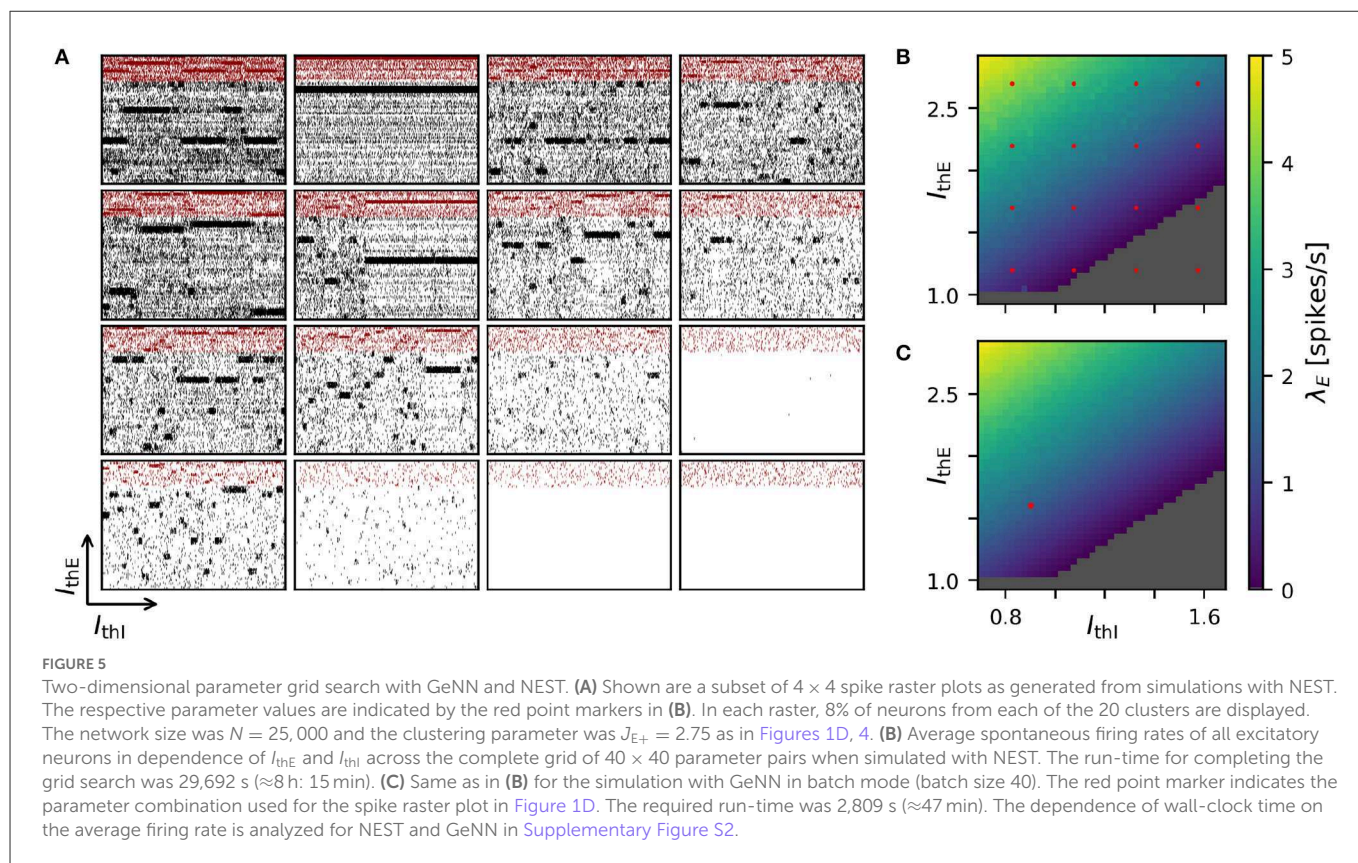 A
I_thE
I_thI
B
2.5
I_thE
1.0
C
2.5
I_thE
1.0
0.8
1.6
I_thI
5
4
3
2
1
0
λ_E [spikes/s]
FIGURE 5
Two-dimensional parameter grid search with GeNN and NEST. (A) Shown are a subset of 4 × 4 spike raster plots as generated from simulations with NEST.
The respective parameter values are indicated by the red point markers in (B). In each raster, 8% of neurons from each of the 20 clusters are displayed.
The network size was N = 25, 000 and the clustering parameter was J_E+ = 2.75 as in Figures 1D, 4. (B) Average spontaneous firing rates of all excitatory
neurons in dependence of I_thE and I_thI across the complete grid of 40 × 40 parameter pairs when simulated with NEST. The run-time for completing the
grid search was 29,692 s (≈8 h: 15 min). (C) Same as in (B) for the simulation with GeNN in batch mode (batch size 40). The red point marker indicates the
parameter combination used for the spike raster plot in Figure 1D. The required run-time was 2,809 s (≈47 min). The dependence of wall-clock time on
the average firing rate is analyzed for NEST and GeNN in Supplementary Figure S2.